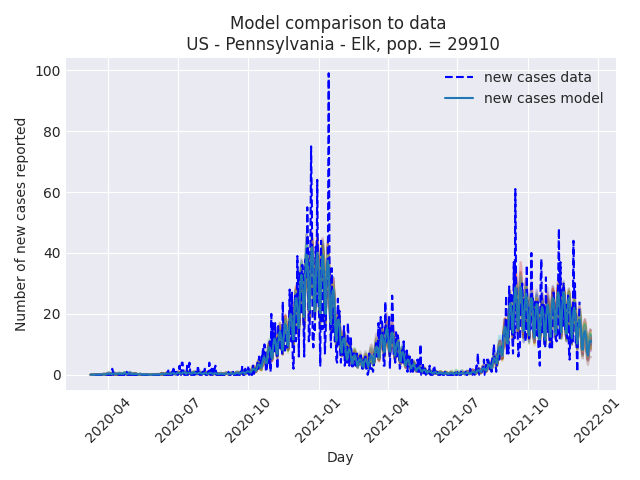 Model comparison to data
US - Pennsylvania - Elk, pop. = 29910
new cases data
new cases model
Number of new cases reported
100
80
60
40
20
0
2020-04
2020-07
2020-10
2021-01
2021-04
2021-07
2021-10
2022-01
Day